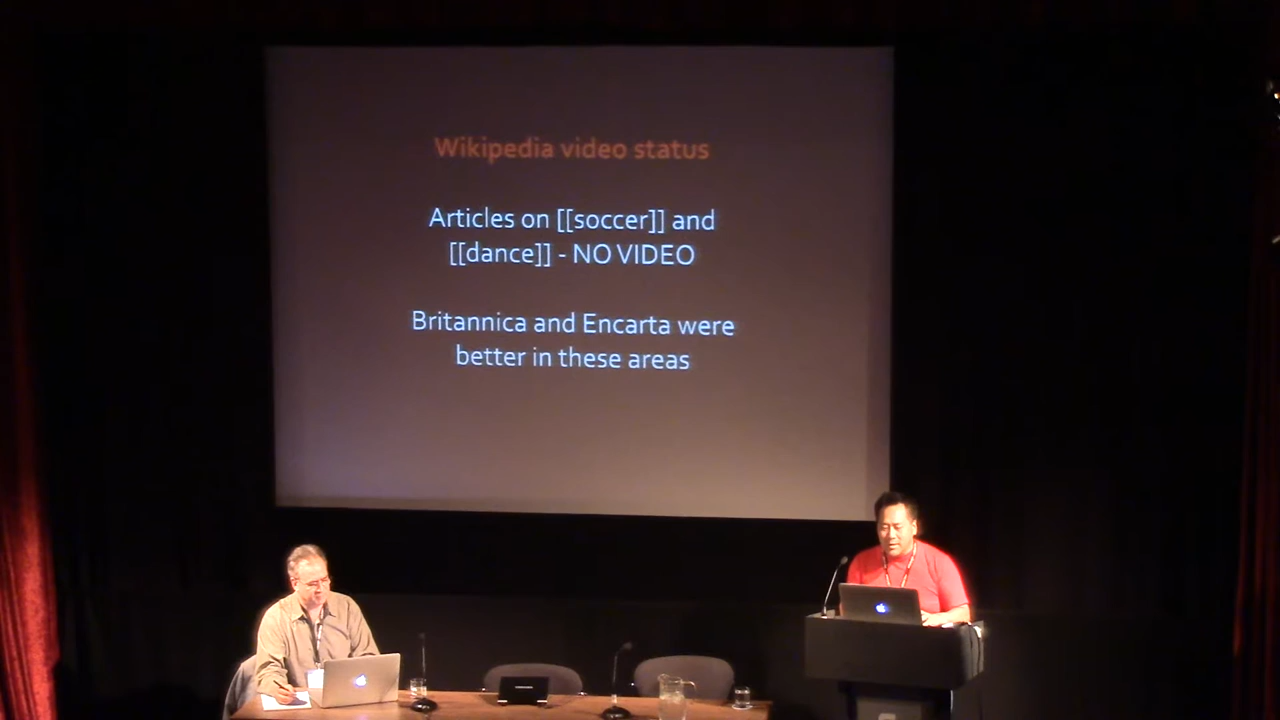 Wikipedia video status
Articles on [[soccer]] and
[[dance]] - NO VIDEO
Britannica and Encarta were
better in these areas